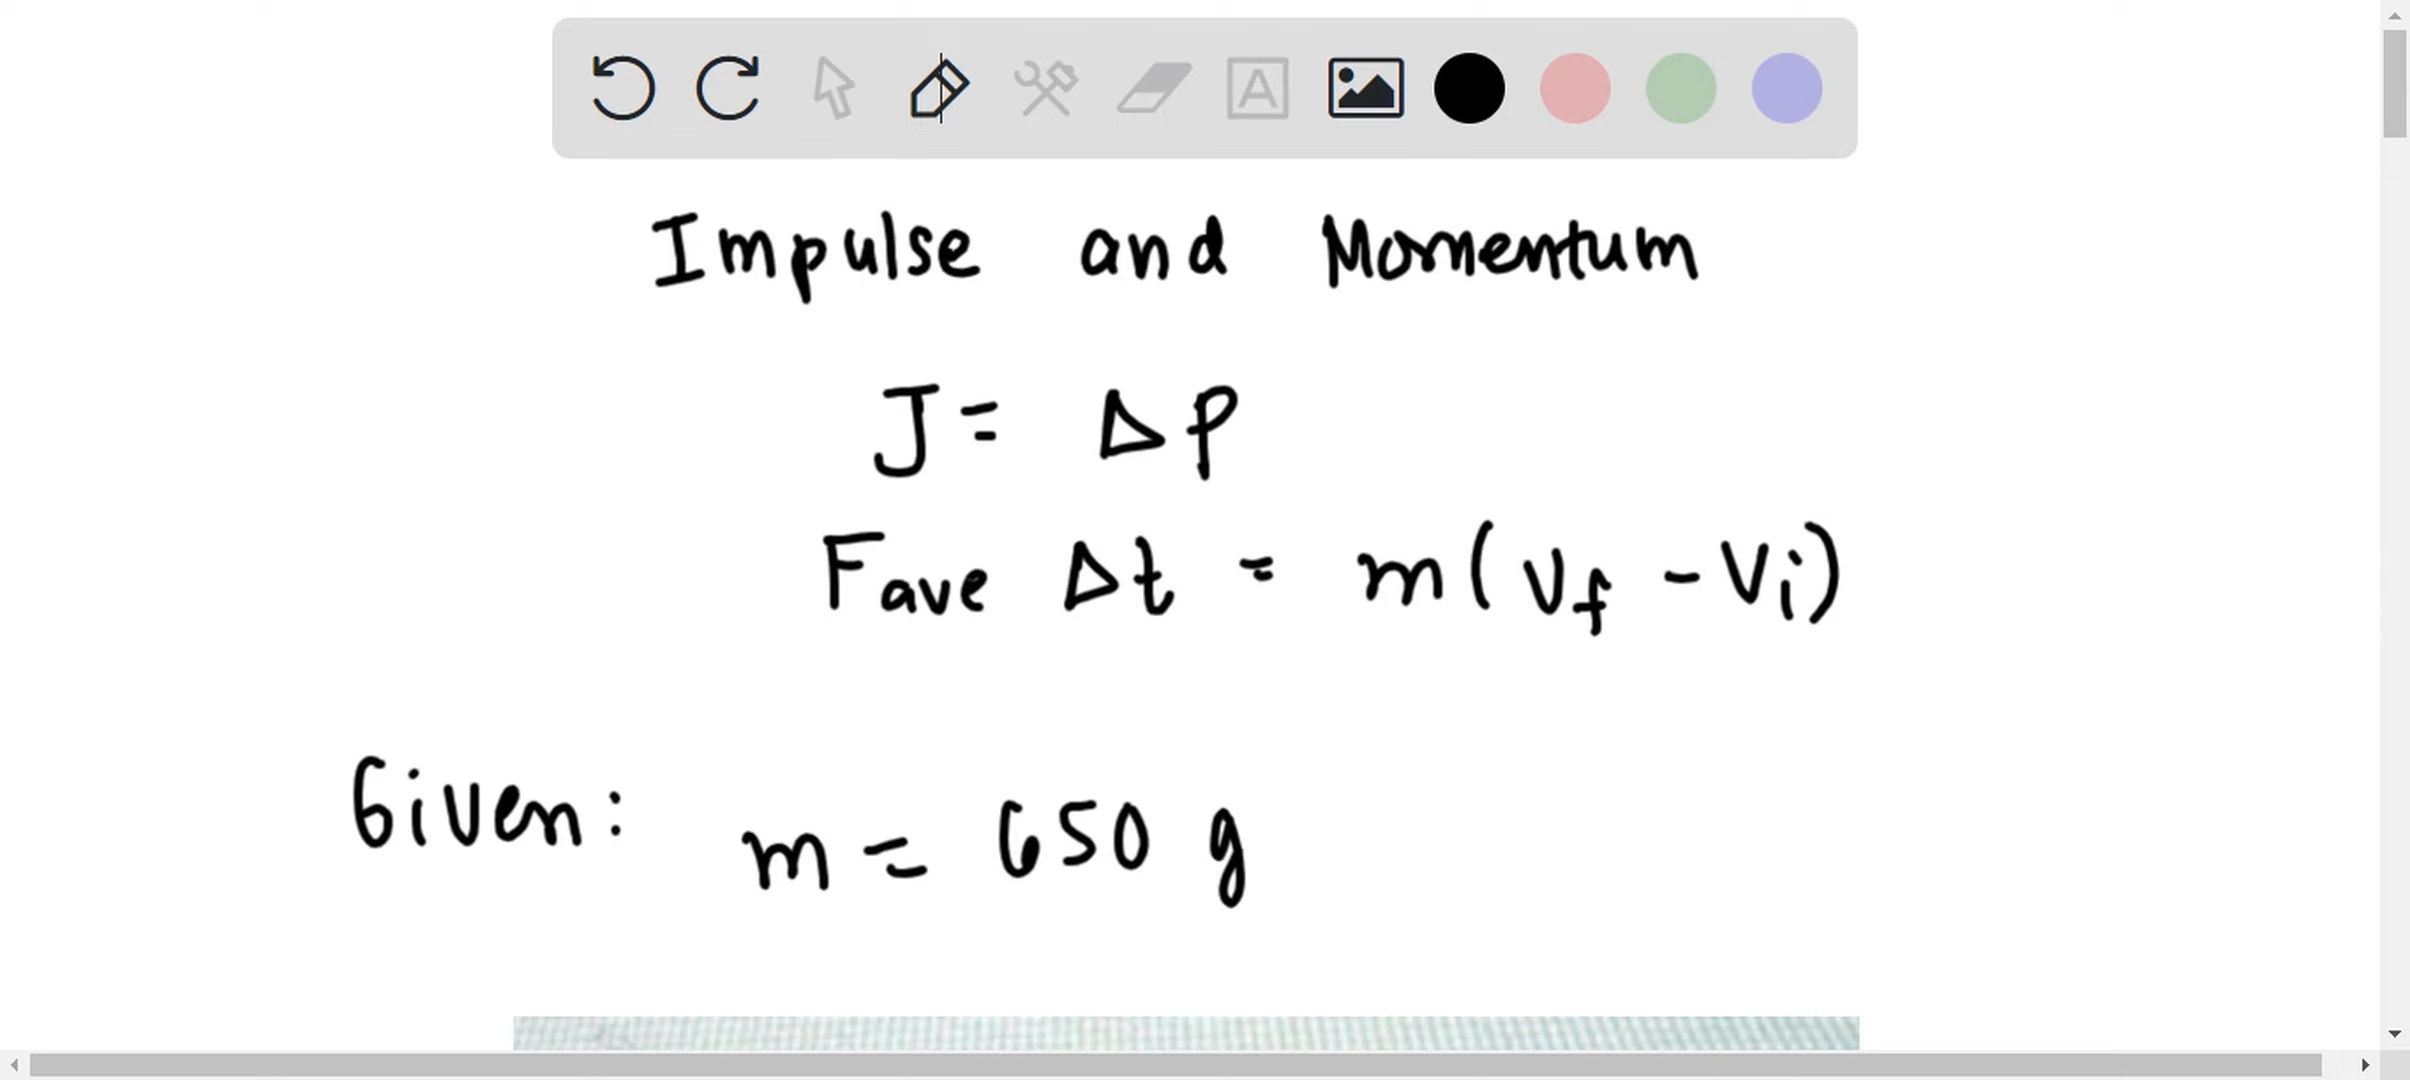 A
Impulse and Momentum
J = Δp
Fave Δt = m(vf - vi)
Given: m = 650 g